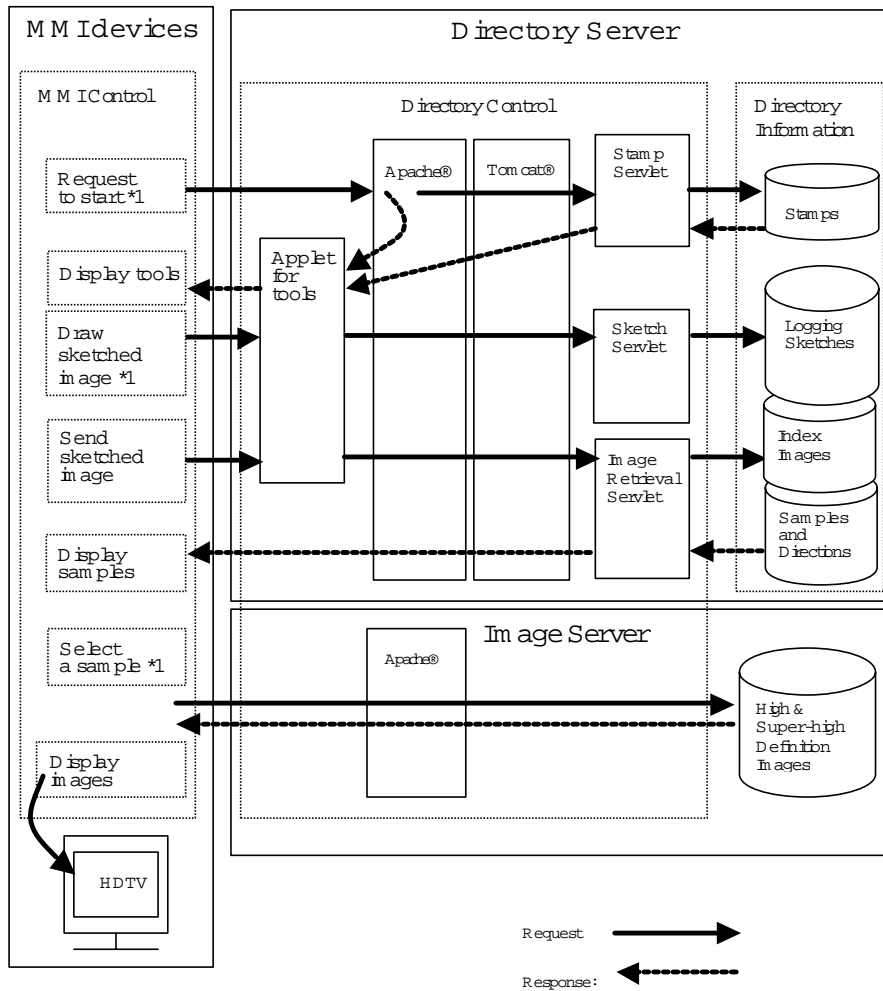 MMIdevices
MMIControl
Request
to start*1
Display tools
Draw
sketched
image *1
Send
sketched
image
Display
samples
Select
a sample *1
Display
images
HDTV
Directory Server
Directory Control
Apache®
Tomcat®
Stamp
Servlet
Applet
for
tools
Sketch
Servlet
Image
Retrieval
Servlet
Directory
Information
Stamps
Logging
Sketches
Index
Images
Samples
and
Directions
Image Server
Apache®
High &
Super-high
Definition
Images
Request
Response: